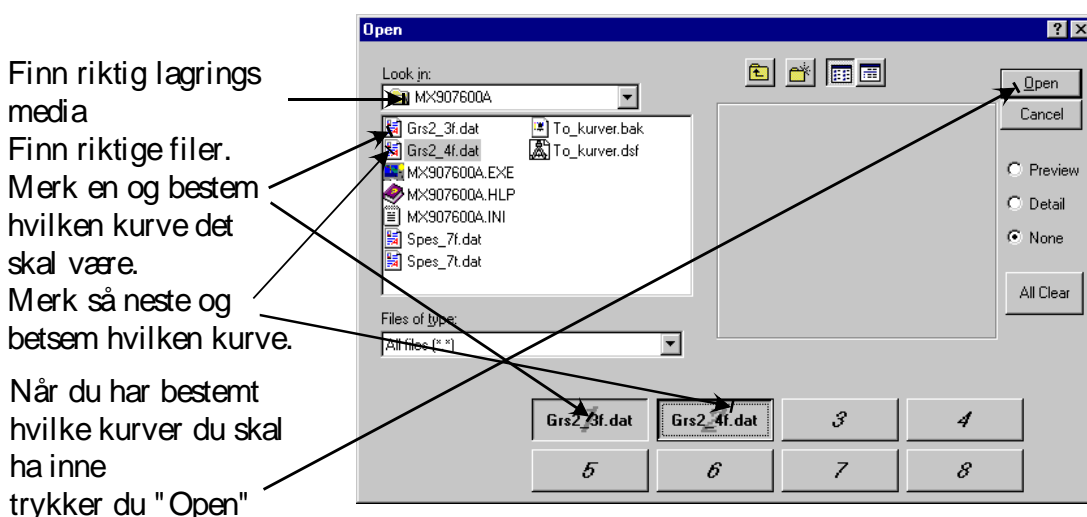 Finn riktig lagrings
media
Finn riktige filer.
Merk en og bestem
hvilken kurve det
skal være.
Merk så neste og
betsem hvilken kurve.
Når du har bestemt
hvilke kurver du skal
ha inne
trykker du "Open"
Open
Look in:
MX907600A
Grs2_3f.dat
Grs2_4f.dat
MX907600A.EXE
MX907600A.HLP
MX907600A.INI
Spes_7f.dat
Spes_7t.dat
To_kurver.bak
To_kurver.dsf
Files of type:
All files (*.*)
Open
Cancel
Preview
Detail
None
All Clear
Grs2_3f.dat
Grs2_4f.dat
3
4
5
6
7
8